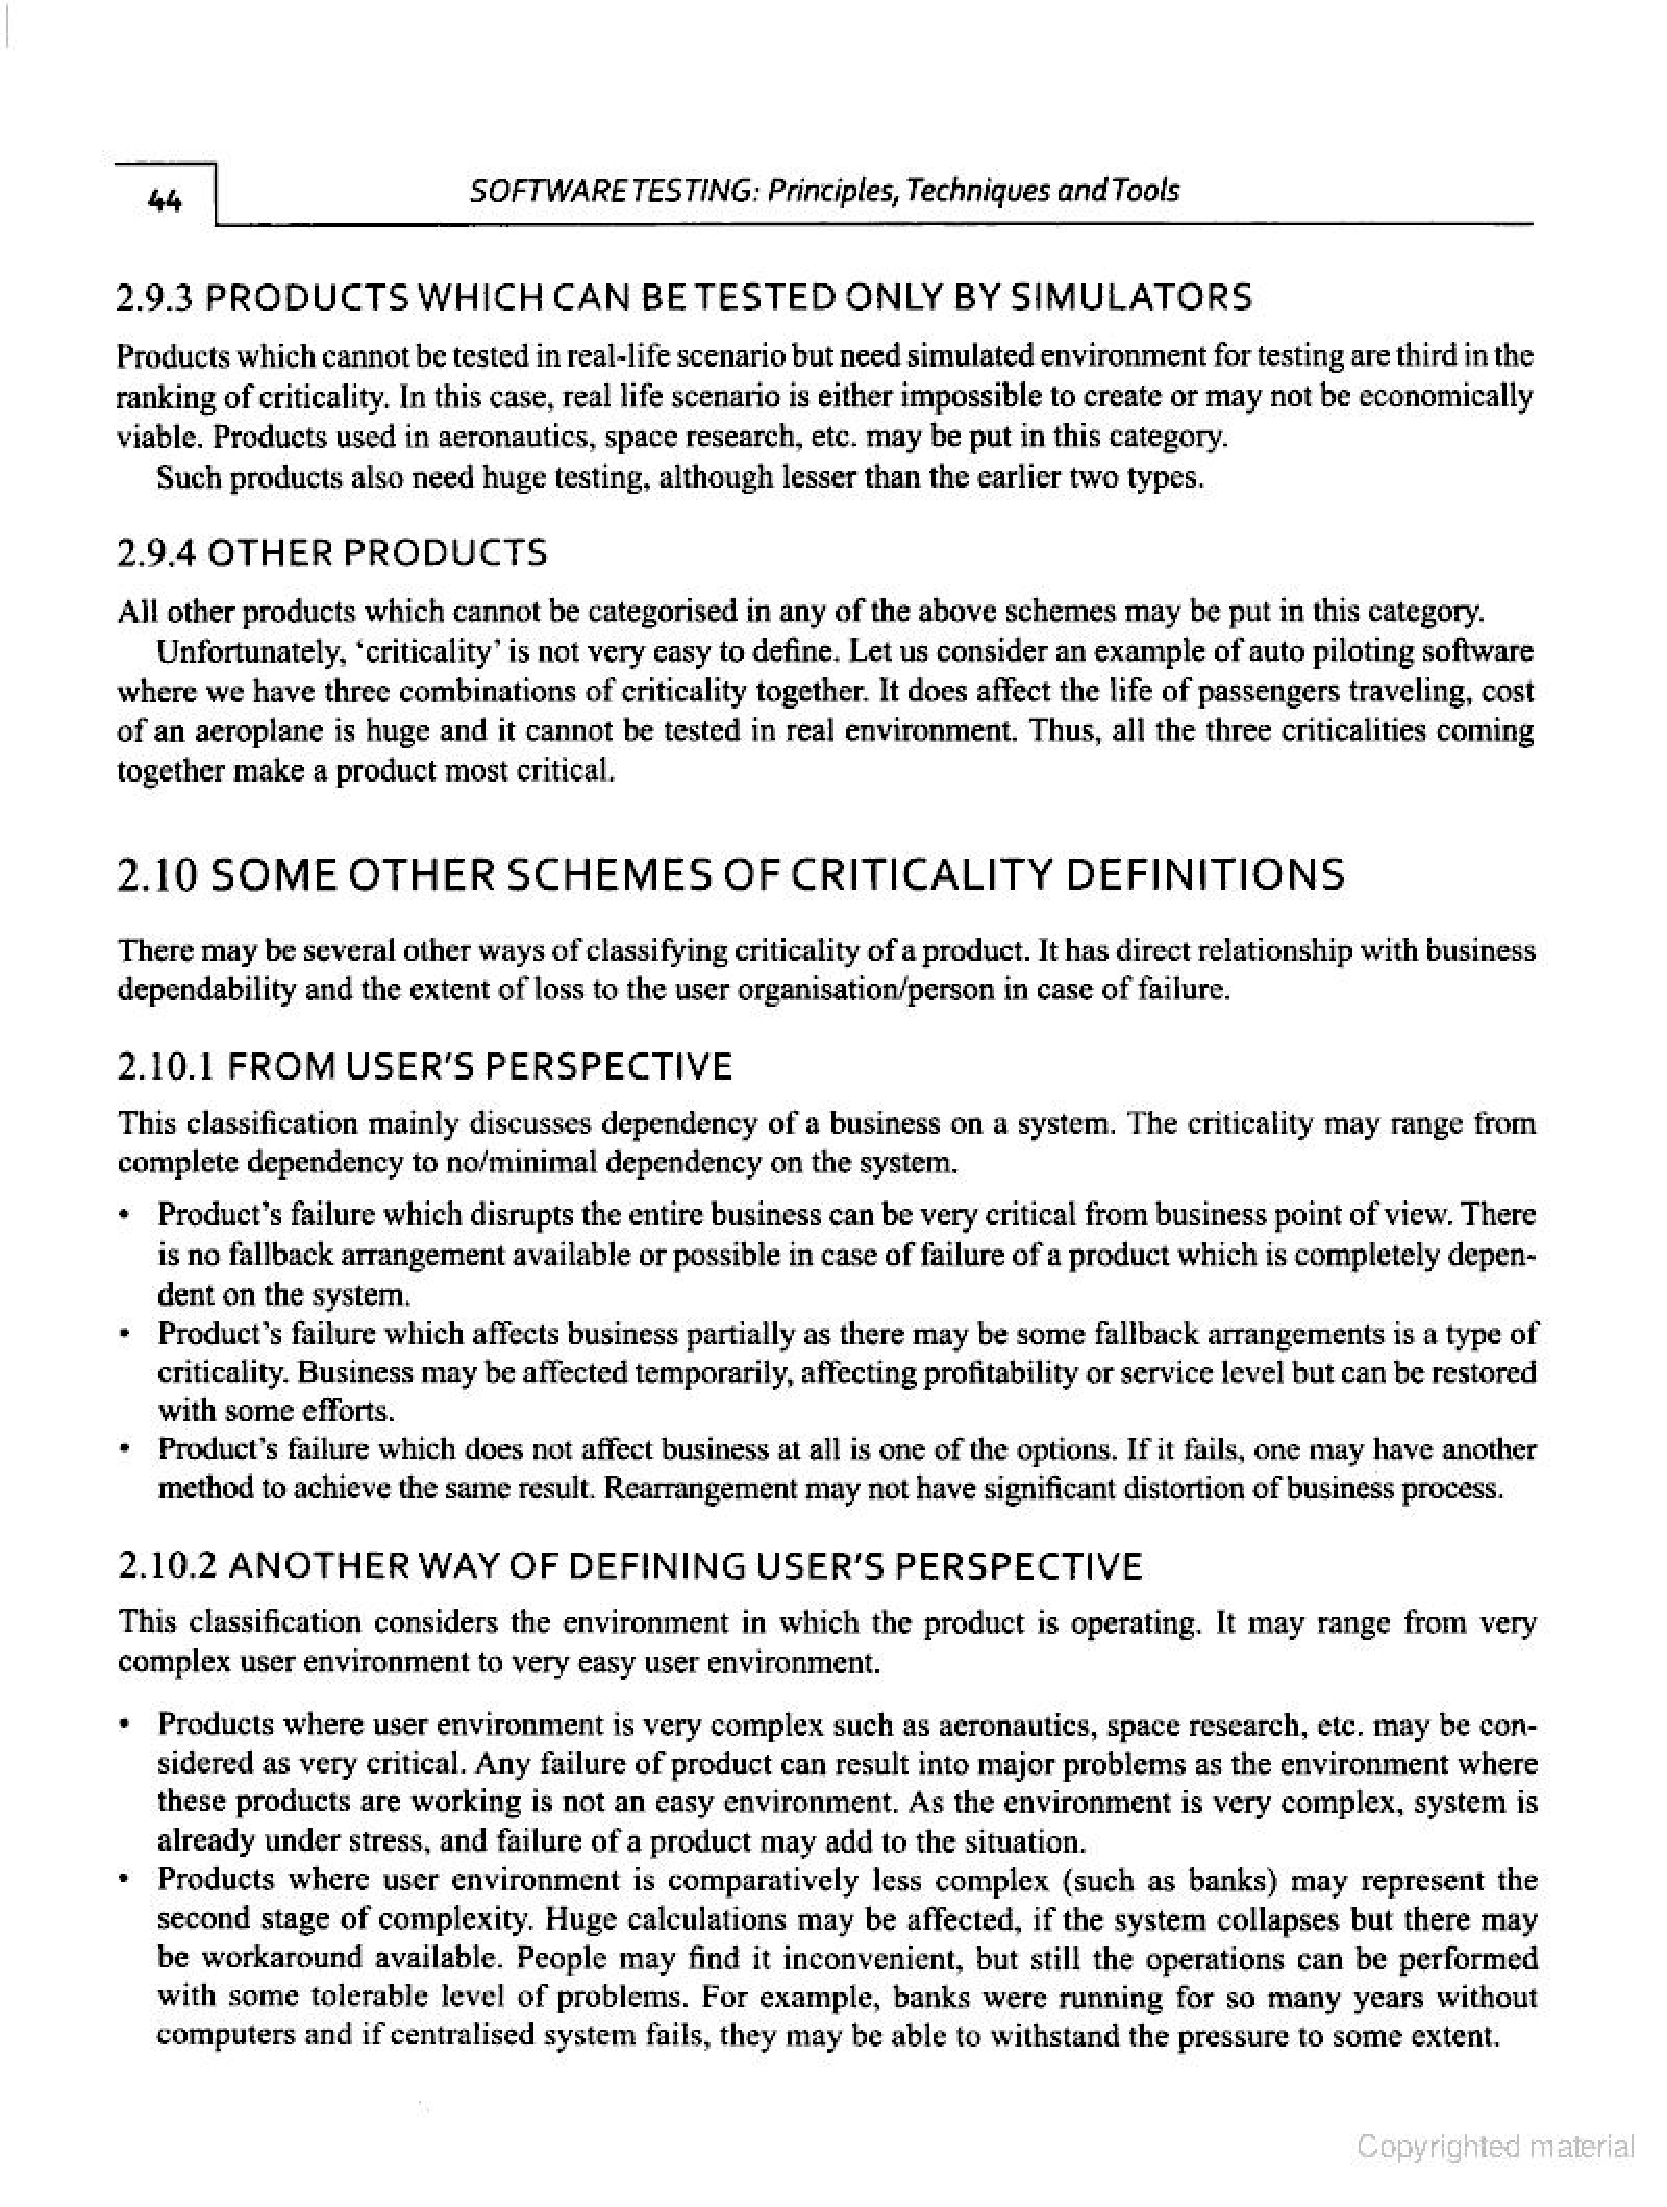 44
SOFTWARE TESTING: Principles, Techniques and Tools
2.9.3 PRODUCTS WHICH CAN BE TESTED ONLY BY SIMULATORS
Products which cannot be tested in real-life scenario but need simulated environment for testing are third in the
ranking of criticality. In this case, real life scenario is either impossible to create or may not be economically
viable. Products used in aeronautics, space research, etc. may be put in this category.
Such products also need huge testing, although lesser than the earlier two types.
2.9.4 OTHER PRODUCTS
All other products which cannot be categorised in any of the above schemes may be put in this category.
Unfortunately, ‘criticality’ is not very easy to define. Let us consider an example of auto piloting software
where we have three combinations of criticality together. It does affect the life of passengers traveling, cost
of an aeroplane is huge and it cannot be tested in real environment. Thus, all the three criticalities coming
together make a product most critical.
2.10 SOME OTHER SCHEMES OF CRITICALITY DEFINITIONS
There may be several other ways of classifying criticality of a product. It has direct relationship with business
dependability and the extent of loss to the user organisation/person in case of failure.
2.10.1 FROM USER'S PERSPECTIVE
This classification mainly discusses dependency of a business on a system. The criticality may range from
complete dependency to no/minimal dependency on the system.
• Product’s failure which disrupts the entire business can be very critical from business point of view. There
is no fallback arrangement available or possible in case of failure of a product which is completely depen-
dent on the system.
• Product’s failure which affects business partially as there may be some fallback arrangements is a type of
criticality. Business may be affected temporarily, affecting profitability or service level but can be restored
with some efforts.
• Product’s failure which does not affect business at all is one of the options. If it fails, one may have another
method to achieve the same result. Rearrangement may not have significant distortion of business process.
2.10.2 ANOTHER WAY OF DEFINING USER'S PERSPECTIVE
This classification considers the environment in which the product is operating. It may range from very
complex user environment to very easy user environment.
• Products where user environment is very complex such as aeronautics, space research, etc. may be con-
sidered as very critical. Any failure of product can result into major problems as the environment where
these products are working is not an easy environment. As the environment is very complex, system is
already under stress, and failure of a product may add to the situation.
• Products where user environment is comparatively less complex (such as banks) may represent the
second stage of complexity. Huge calculations may be affected, if the system collapses but there may
be workaround available. People may find it inconvenient, but still the operations can be performed
with some tolerable level of problems. For example, banks were running for so many years without
computers and if centralised system fails, they may be able to withstand the pressure to some extent.
Copyrighted material